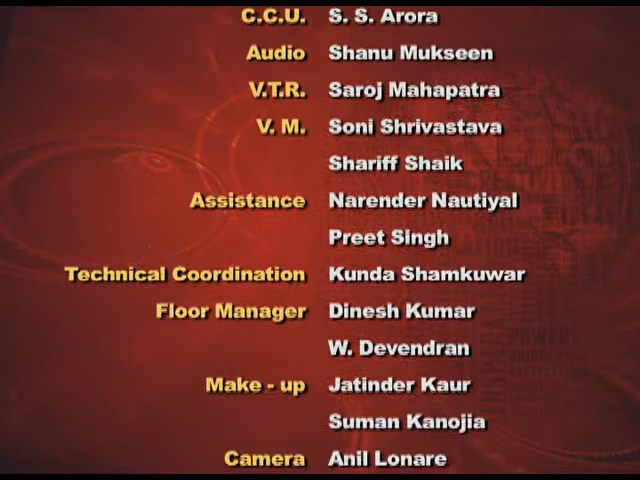 C.C.U. S. S. Arora
Audio Shanu Mukseen
V.T.R. Saroj Mahapatra
V. M. Soni Shrivastava
Shariff Shaik
Assistance Narender Nautiyal
Preet Singh
Technical Coordination Kunda Shamkuwar
Floor Manager Dinesh Kumar
W. Devendran
Make - up Jatinder Kaur
Suman Kanojia
Camera Anil Lonare